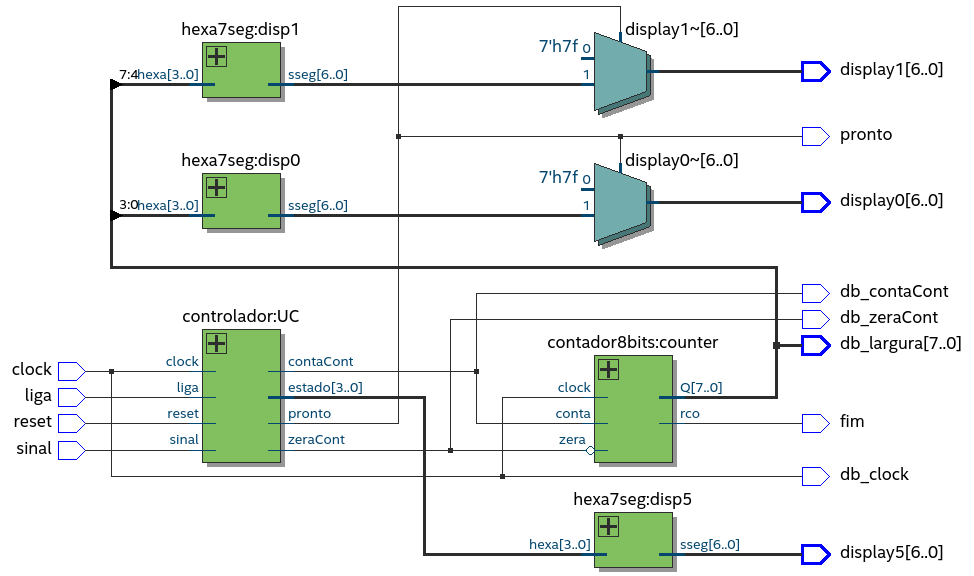 hexa7seg:disp1
7:4 hexa[3..0] sseg[6..0]
display1~[6..0]
7'h7f 0
1
display1[6..0]
pronto
hexa7seg:disp0
3:0 hexa[3..0] sseg[6..0]
display0~[6..0]
7'h7f 0
1
display0[6..0]
db_contaCont
db_zeraCont
db_largura[7..0]
controlador:UC
clock clock contaCont
liga liga estado[3..0]
reset reset pronto
sinal sinal zeraCont
contador8bits:counter
clock Q[7..0]
conta rco
zera
fim
db_clock
hexa7seg:disp5
hexa[3..0] sseg[6..0]
display5[6..0]